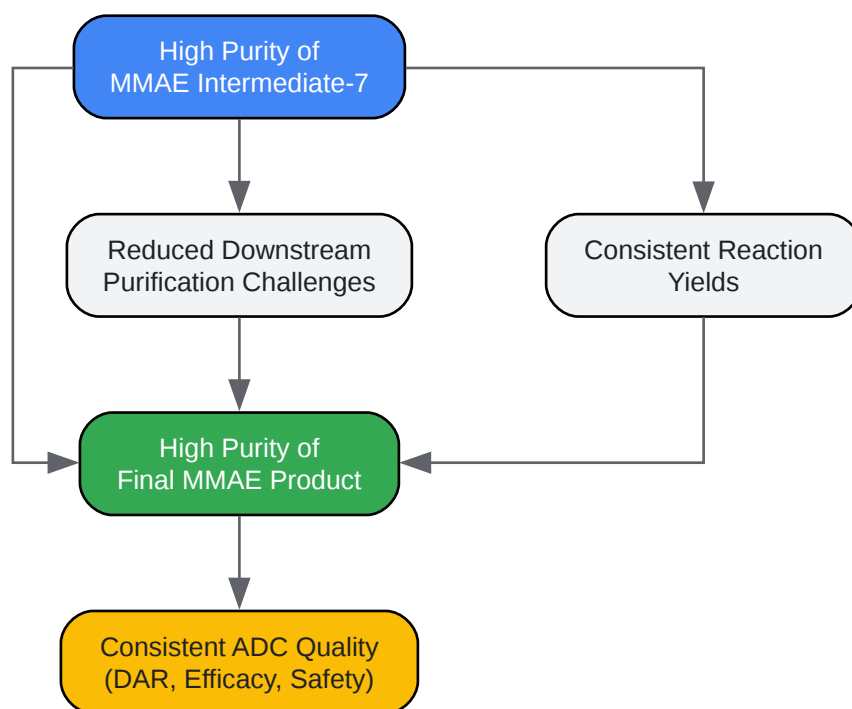 High Purity of
MMAE Intermediate-7
Reduced Downstream
Purification Challenges
Consistent Reaction
Yields
High Purity of
Final MMAE Product
Consistent ADC Quality
(DAR, Efficacy, Safety)